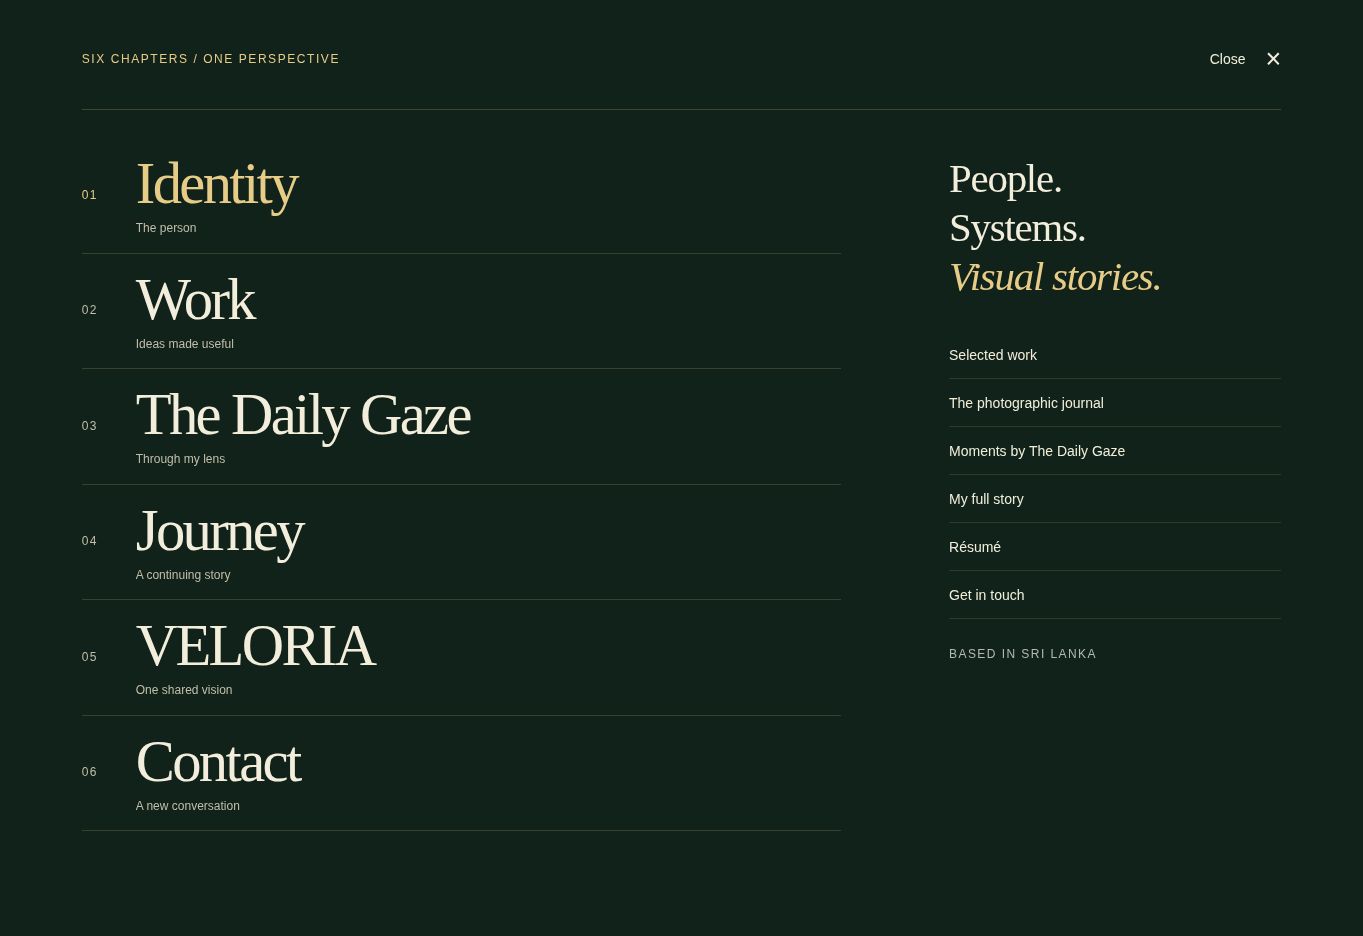 SIX CHAPTERS / ONE PERSPECTIVE
Close ✕
01 Identity
The person
02 Work
Ideas made useful
03 The Daily Gaze
Through my lens
04 Journey
A continuing story
05 VELORIA
One shared vision
06 Contact
A new conversation
People.
Systems.
Visual stories.
Selected work
The photographic journal
Moments by The Daily Gaze
My full story
Résumé
Get in touch
BASED IN SRI LANKA